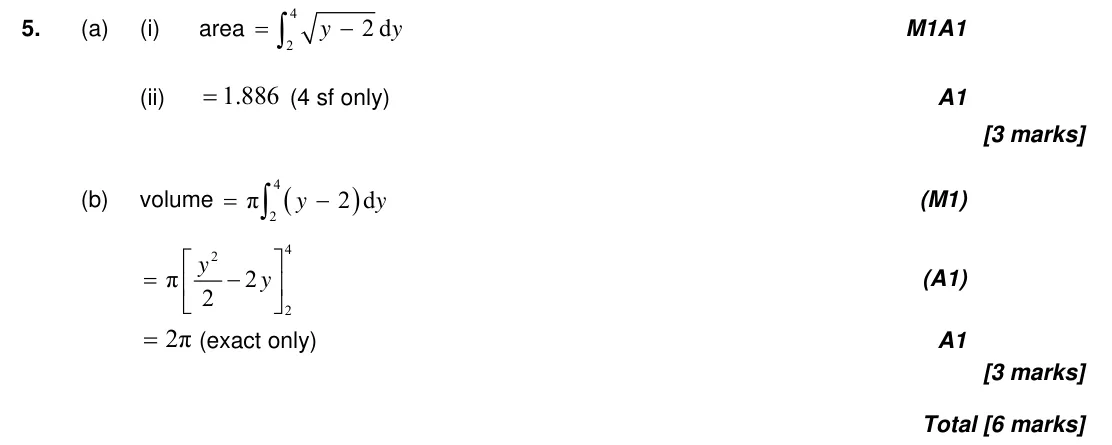 5. (a) (i) area = ∫₂⁴ √(y − 2) dy M1A1
(ii) = 1.886 (4 sf only) A1
[3 marks]
(b) volume = π∫₂⁴ (y − 2)dy (M1)
= π[y²/2 − 2y]₂⁴ (A1)
= 2π (exact only) A1
[3 marks]
Total [6 marks]